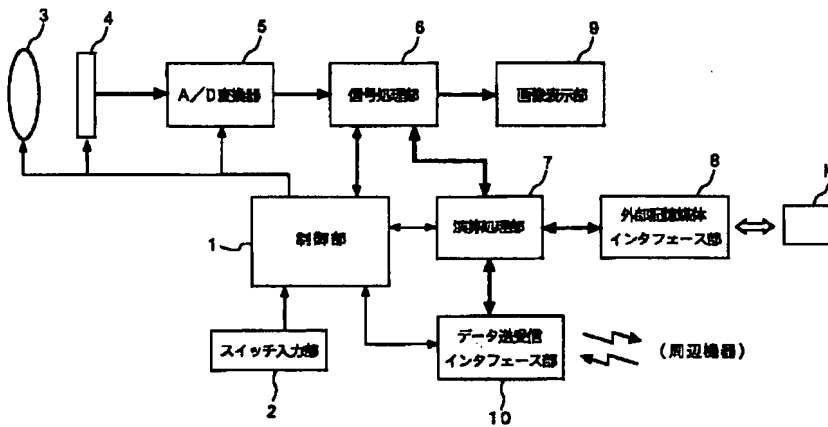 3
4
5
6
9
A/D変換器
信号処理部
画像表示部
7
8
1
制御部
演算処理部
外部記憶媒体
インタフェース部
スイッチ入力部
2
データ送受信
インタフェース部
(周辺機器)
10